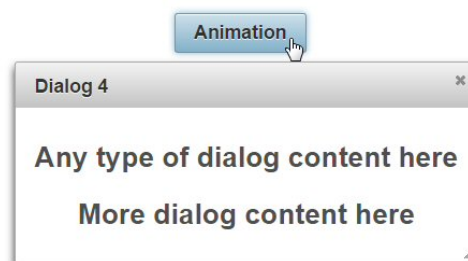 Animation
Dialog 4
Any type of dialog content here
More dialog content here